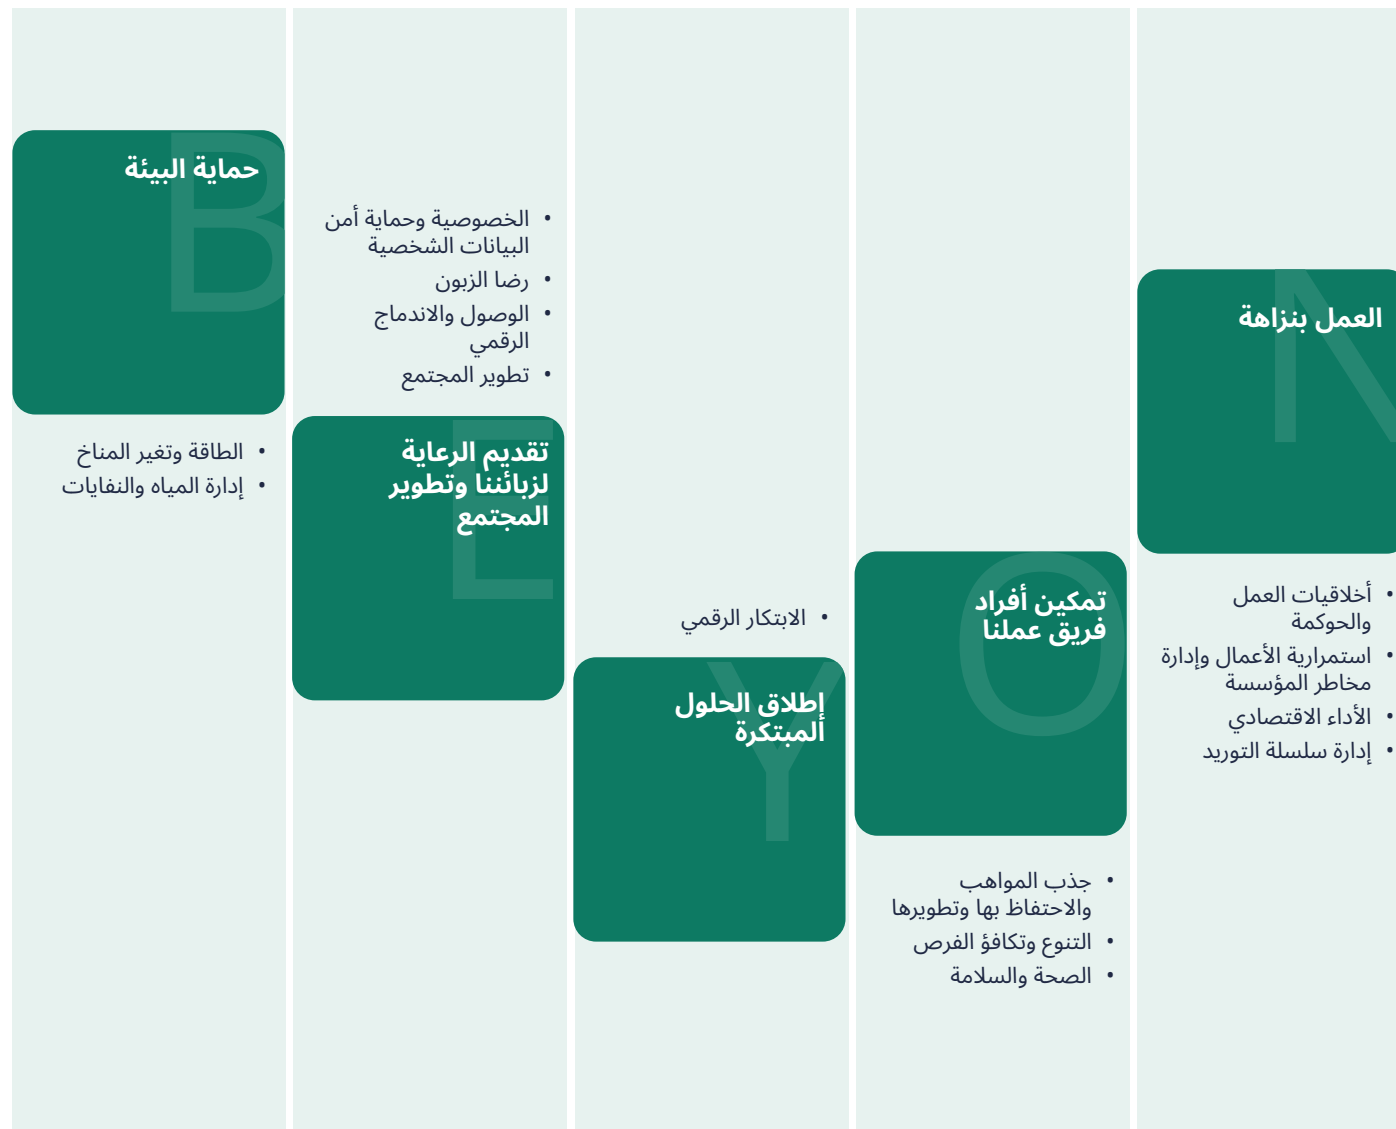 B
حماية البيئة
• الطاقة وتغير المناخ
• إدارة المياه والنفايات
• الخصوصية وحماية أمن
البيانات الشخصية
• رضا الزبون
• الوصول والاندماج
الرقمي
• تطوير المجتمع
E
تقديم الرعاية
لزبائننا وتطوير
المجتمع
• الابتكار الرقمي
Y
إطلاق الحلول
المبتكرة
O
تمكين أفراد
فريق عملنا
• جذب المواهب
والاحتفاظ بها وتطويرها
• التنوع وتكافؤ الفرص
• الصحة والسلامة
N
العمل بنزاهة
• أخلاقيات العمل
والحوكمة
• استمرارية الأعمال وإدارة
مخاطر المؤسسة
• الأداء الاقتصادي
• إدارة سلسلة التوريد